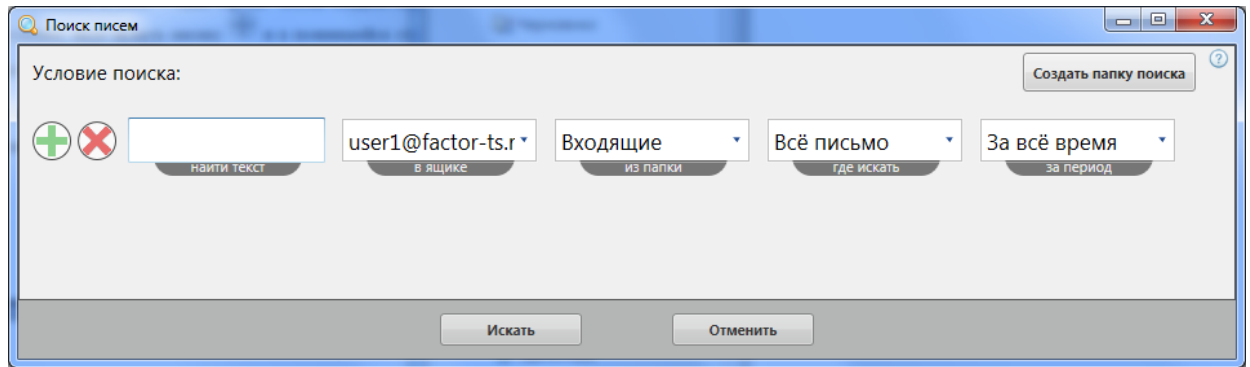 Поиск писем
Условие поиска:
Создать папку поиска
user1@factor-ts.r
Входящие
Всё письмо
За всё время
найти текст
в ящике
из папки
где искать
за период
Искать
Отменить